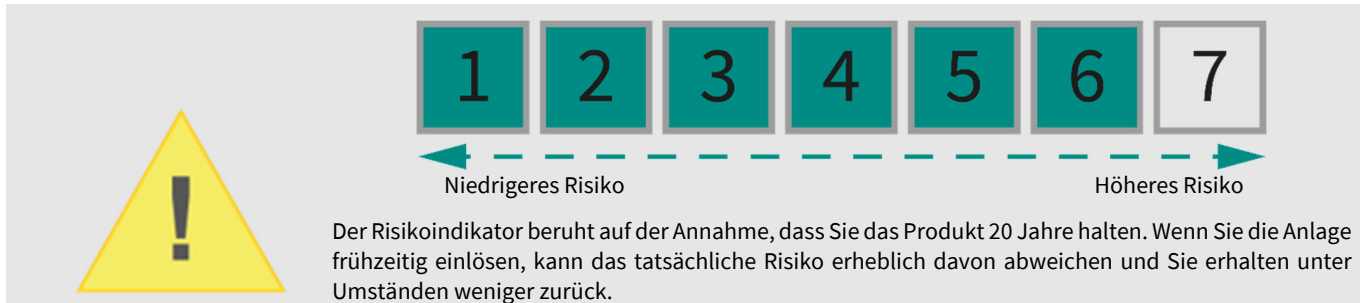 1 2 3 4 5 6 7
Niedrigeres Risiko Höheres Risiko
!
Der Risikoindikator beruht auf der Annahme, dass Sie das Produkt 20 Jahre halten. Wenn Sie die Anlage
frühzeitig einlösen, kann das tatsächliche Risiko erheblich davon abweichen und Sie erhalten unter
Umständen weniger zurück.